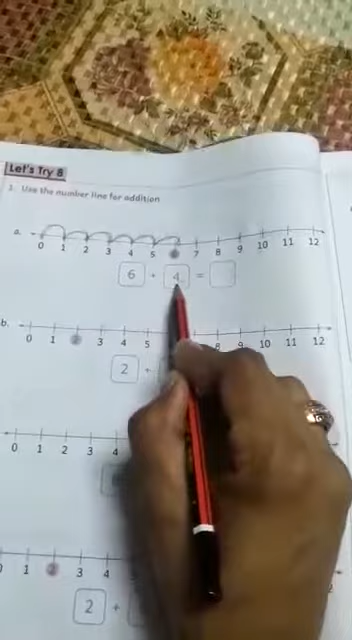 Let's Try 8
1. Use the number line for addition
a. 0 1 2 3 4 5 6 7 8 9 10 11 12
6 + 4 =
b. 0 1 2 3 4 5 8 9 10 11 12
2 +
0 1 2 3 4
0 1 2 3 4
2 +